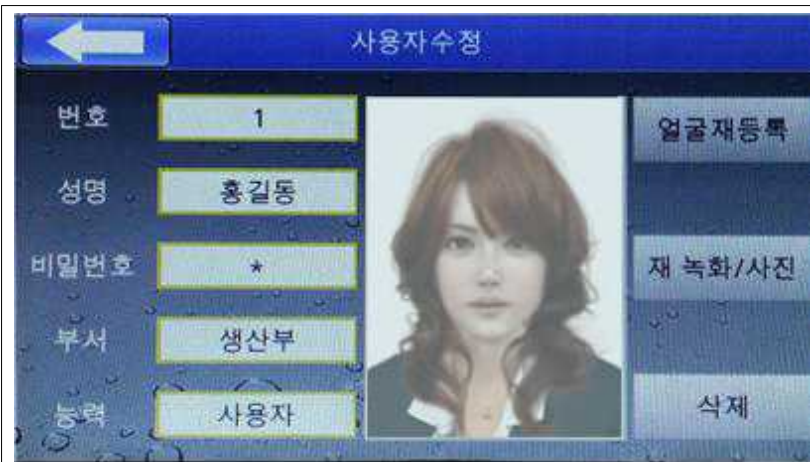 사용자수정
번호 1
성명 홍길동
비밀번호 *
부서 생산부
능력 사용자
얼굴재등록
재 녹화/사진
삭제